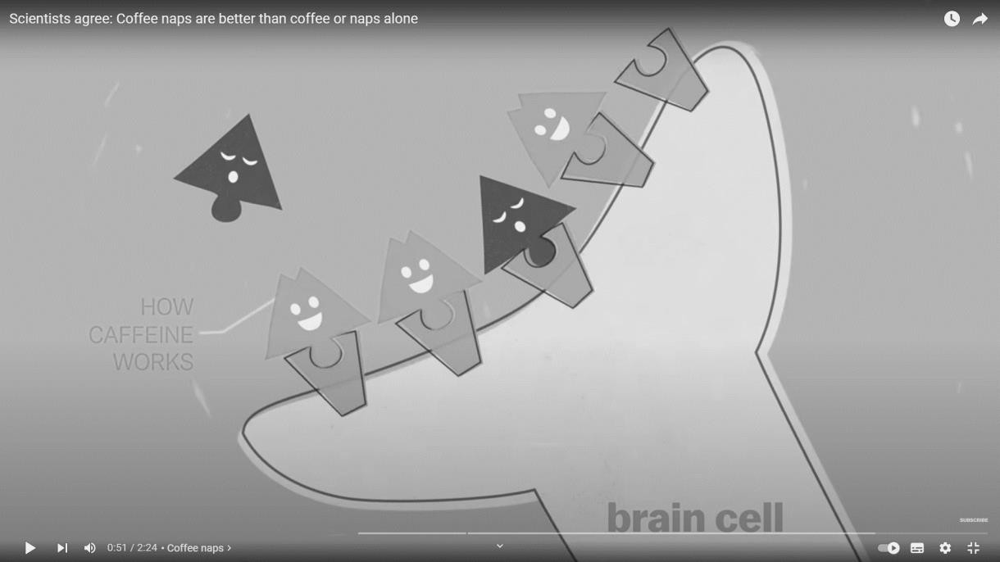 Scientists agree: Coffee naps are better than coffee or naps alone
HOW
CAFFEINE
WORKS
brain cell
SUBSCRIBE
0:51 / 2:24 • Coffee naps >